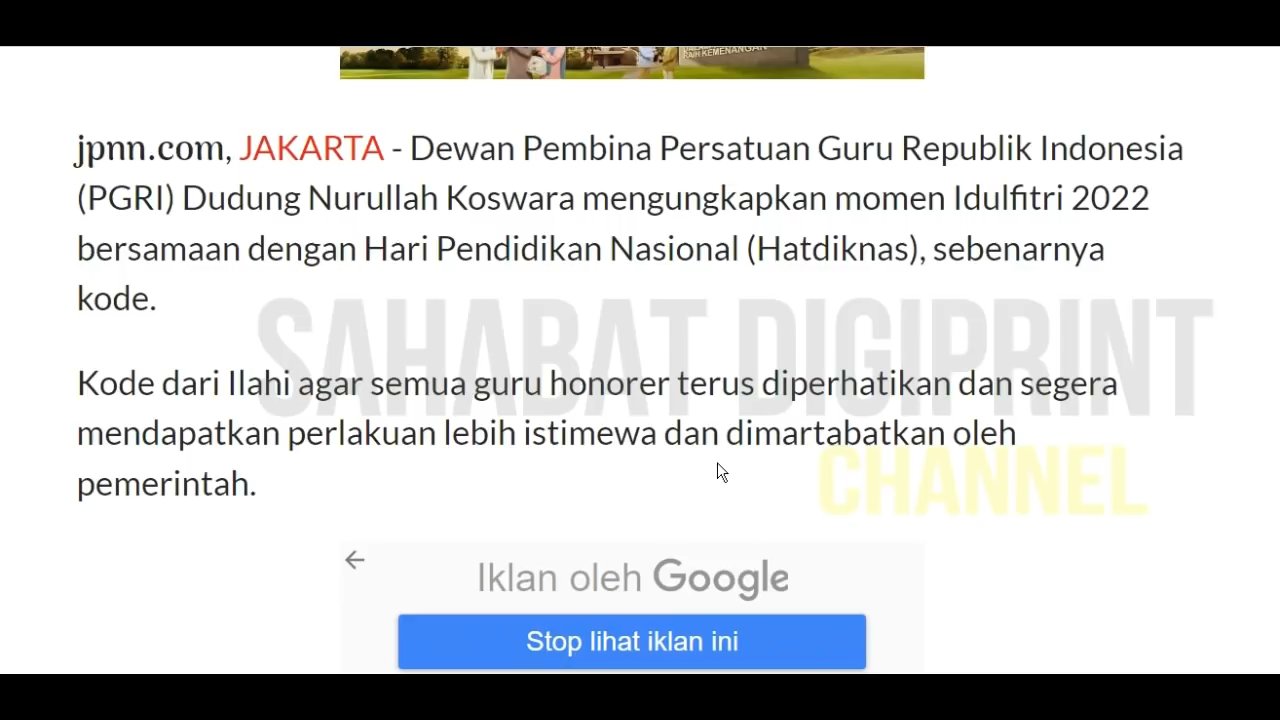 RAIH KEMENANGAN
jpnn.com, JAKARTA - Dewan Pembina Persatuan Guru Republik Indonesia
(PGRI) Dudung Nurullah Koswara mengungkapkan momen Idulfitri 2022
bersamaan dengan Hari Pendidikan Nasional (Hatdiknas), sebenarnya
kode.
SAHABAT DIGIPRINT
Kode dari Ilahi agar semua guru honorer terus diperhatikan dan segera
mendapatkan perlakuan lebih istimewa dan dimartabatkan oleh
CHANNEL
pemerintah.
Iklan oleh Google
Stop lihat iklan ini